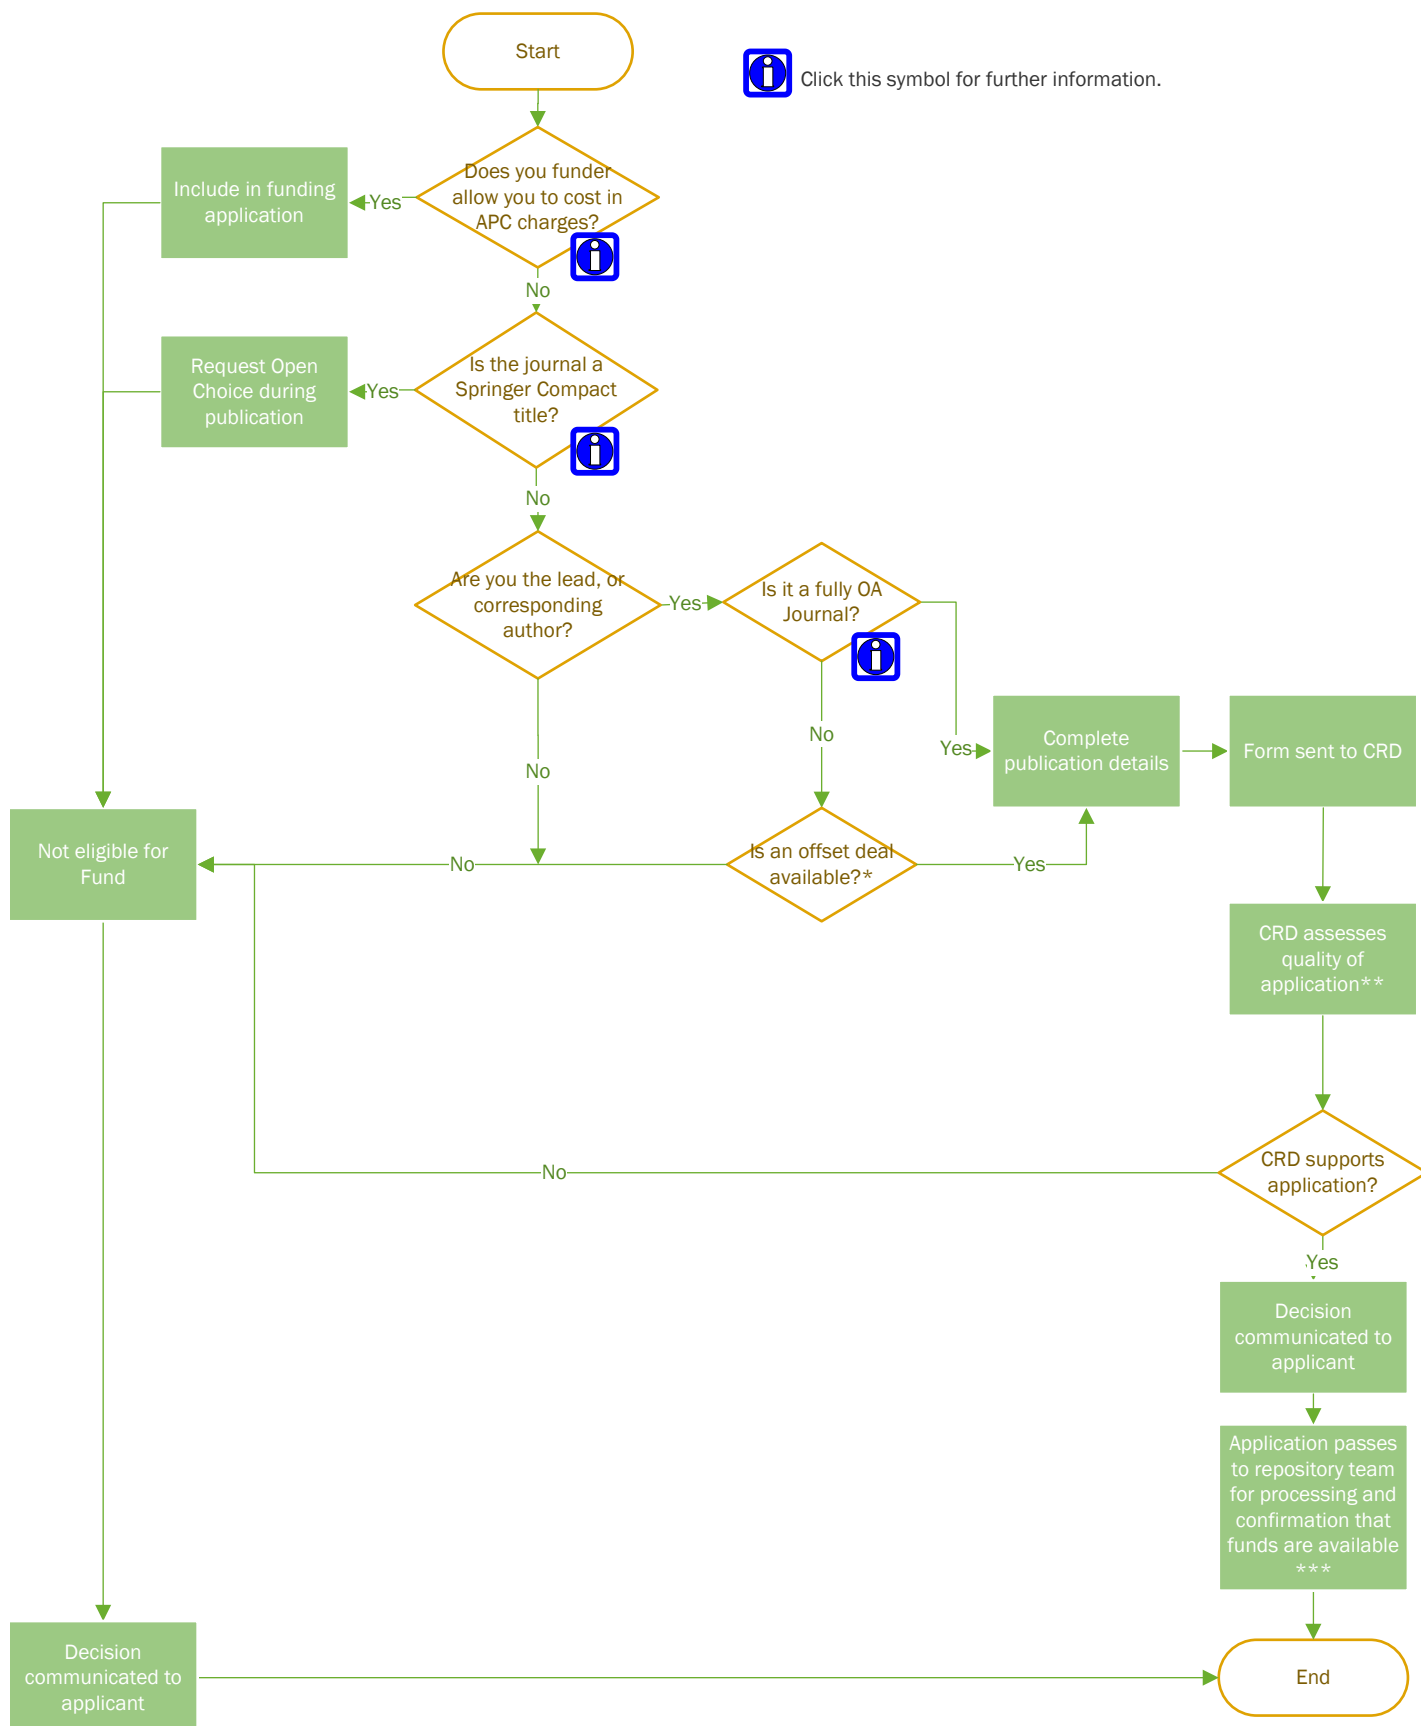 Start
Click this symbol for further information.
Does you funder
allow you to cost in
APC charges?
Yes
Include in funding
application
No
Is the journal a
Springer Compact
title?
Yes
Request Open
Choice during
publication
No
Are you the lead, or
corresponding
author?
Yes
Is it a fully OA
Journal?
No
No
Yes
Complete
publication details
Form sent to CRD
Not eligible for
Fund
No
Is an offset deal
available?*
Yes
CRD assesses
quality of
application**
CRD supports
application?
No
Yes
Decision
communicated to
applicant
Application passes
to repository team
for processing and
confirmation that
funds are available
***
Decision
communicated to
applicant
End